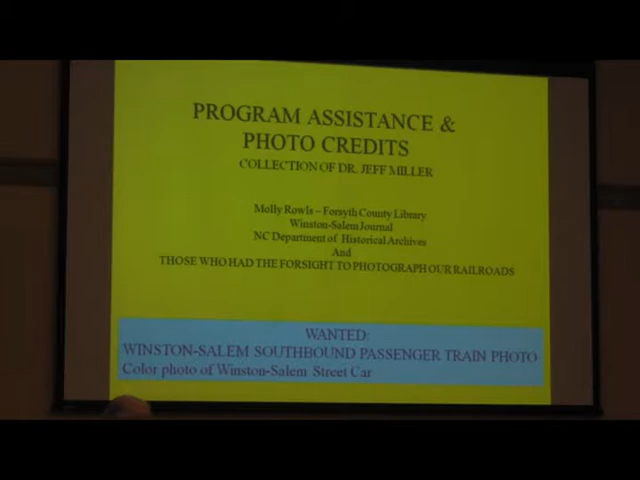 PROGRAM ASSISTANCE &
PHOTO CREDITS
COLLECTION OF DR. JEFF MILLER
Molly Rowls – Forsyth County Library
Winston-Salem Journal
NC Department of Historical Archives
And
THOSE WHO HAD THE FORSIGHT TO PHOTOGRAPH OUR RAILROADS
WANTED:
WINSTON-SALEM SOUTHBOUND PASSENGER TRAIN PHOTO
Color photo of Winston-Salem Street Car